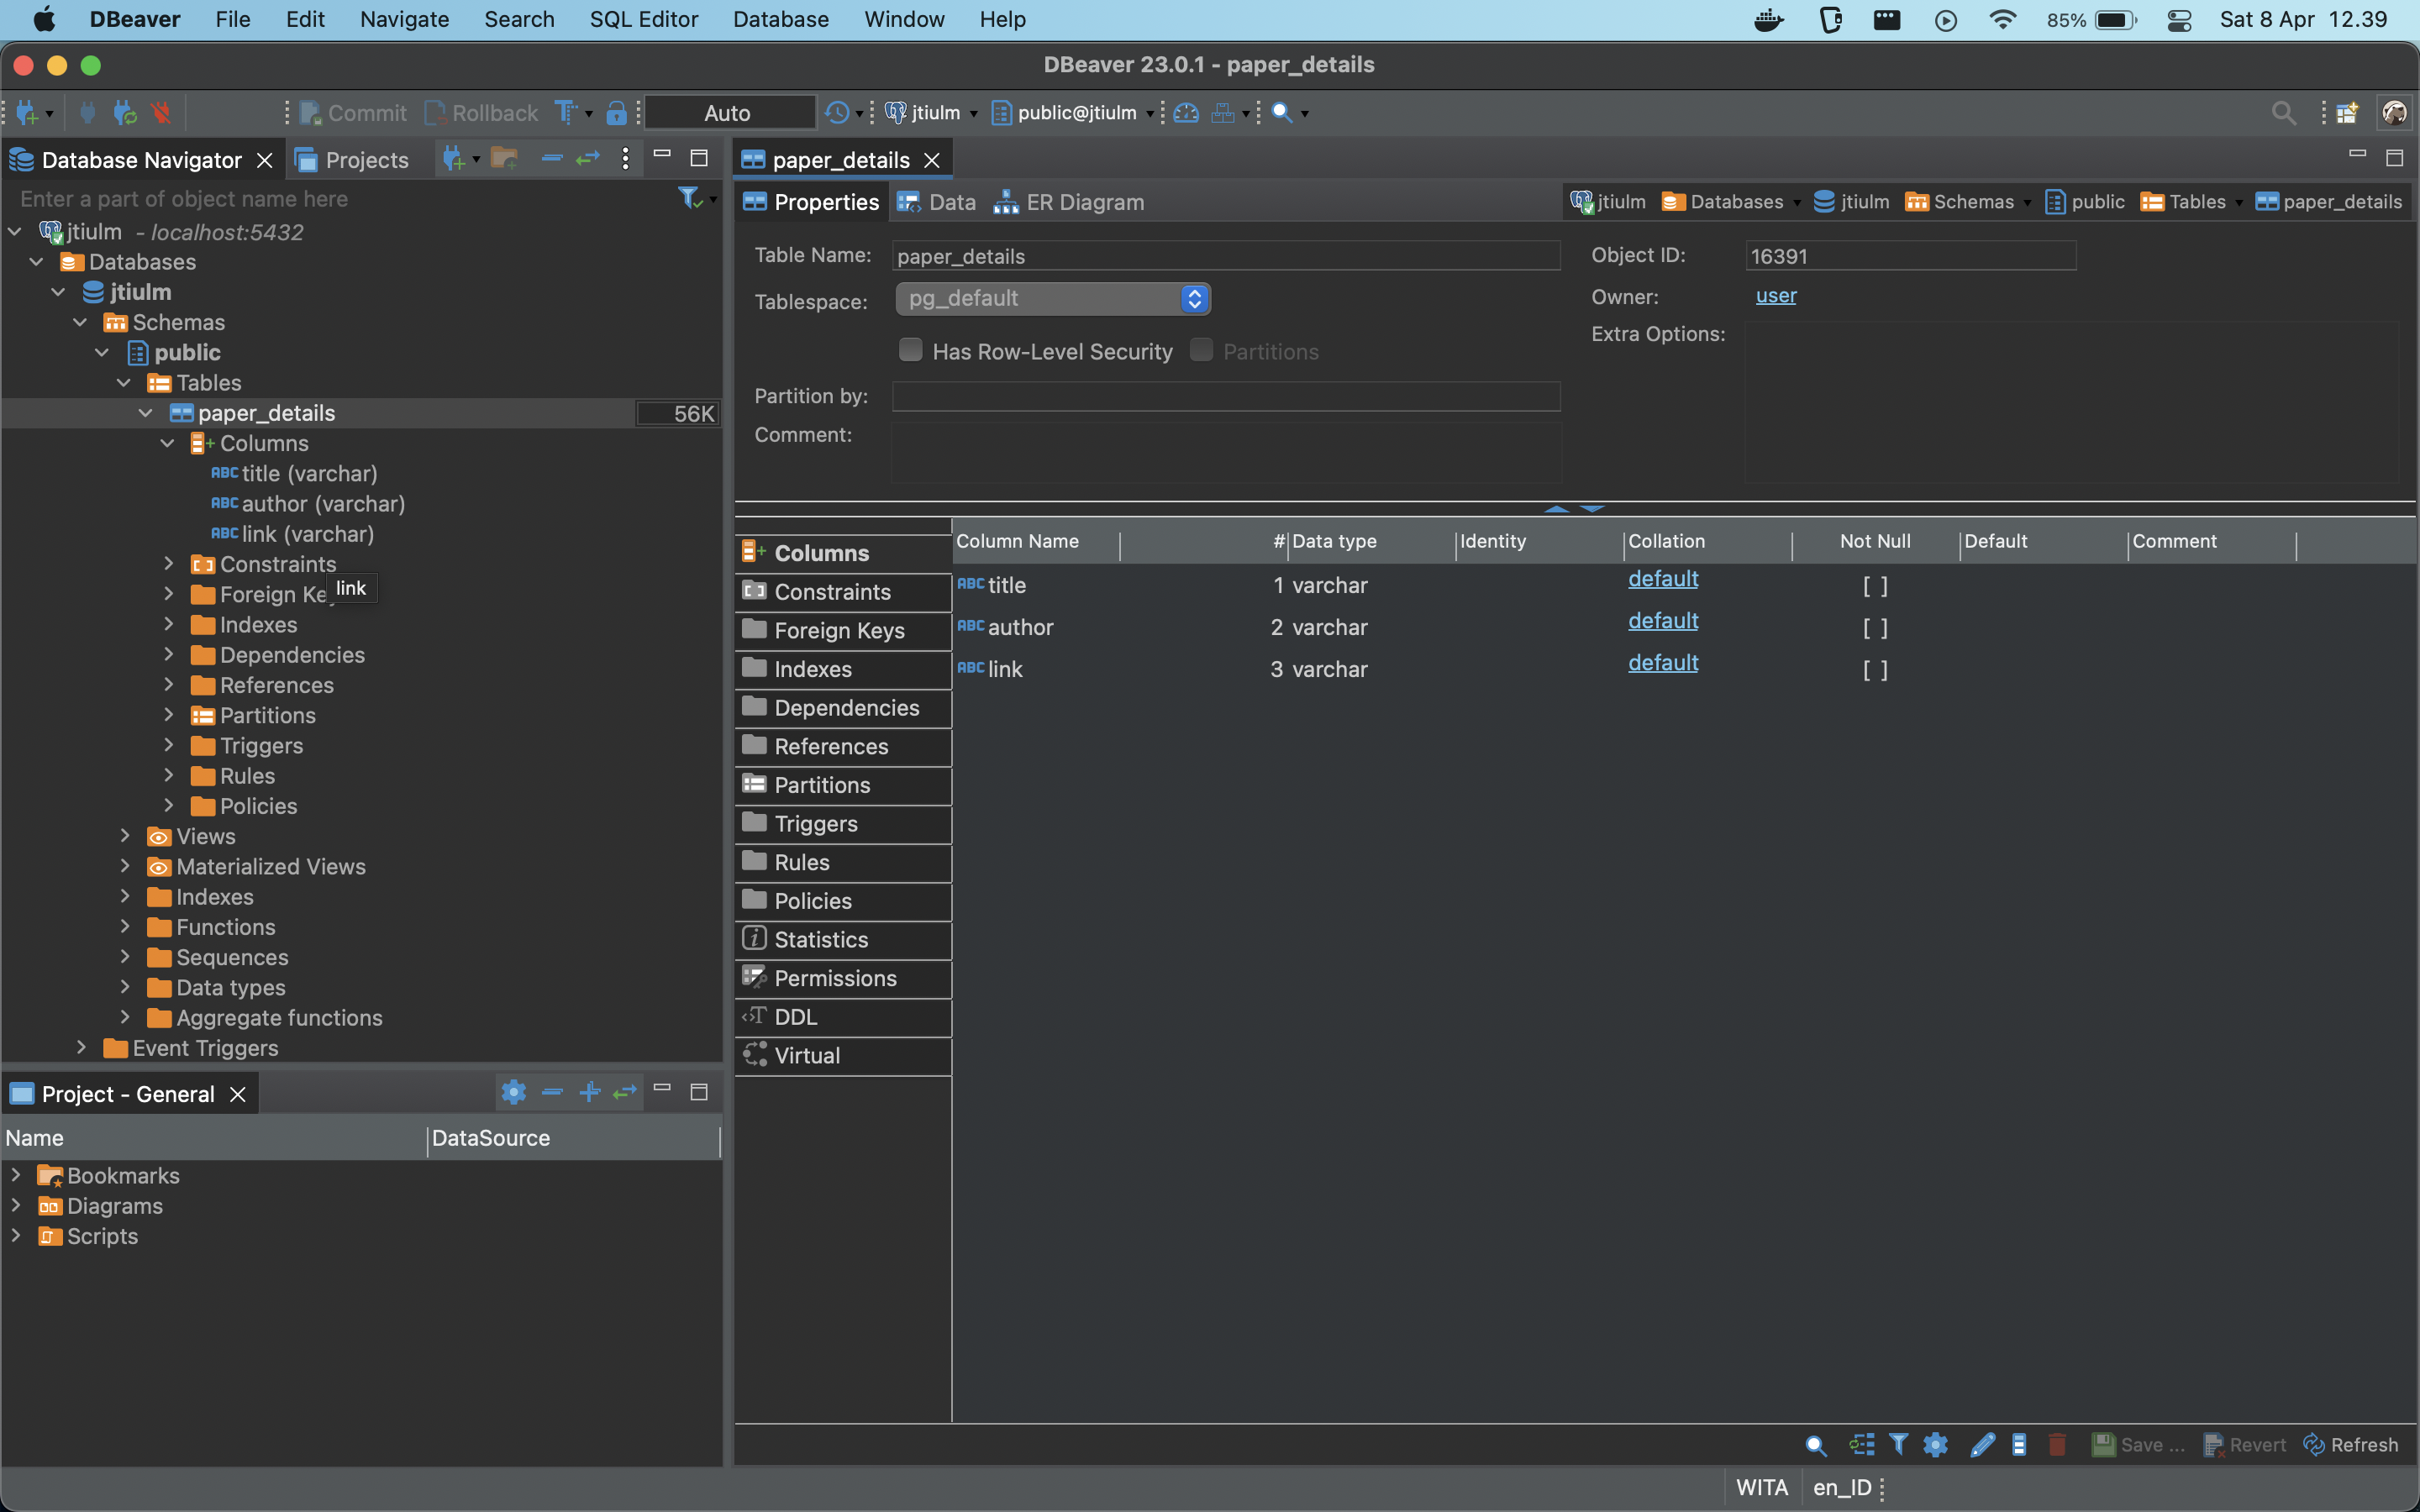 DBeaver File Edit Navigate Search SQL Editor Database Window Help 85% Sat 8 Apr 12.39
DBeaver 23.0.1 - paper_details
Commit Rollback Auto jtiulm public@jtiulm
Database Navigator Projects
Enter a part of object name here
jtiulm - localhost:5432
Databases
jtiulm
Schemas
public
Tables
paper_details 56K
Columns
ABC title (varchar)
ABC author (varchar)
ABC link (varchar)
Constraints
Foreign Key
link
Indexes
Dependencies
References
Partitions
Triggers
Rules
Policies
Views
Materialized Views
Indexes
Functions
Sequences
Data types
Aggregate functions
Event Triggers
Project - General
Name DataSource
Bookmarks
Diagrams
Scripts
paper_details
Properties Data ER Diagram jtiulm Databases jtiulm Schemas public Tables paper_details
Table Name: paper_details Object ID: 16391
Tablespace: pg_default Owner: user
Extra Options:
Has Row-Level Security Partitions
Partition by:
Comment:
Columns
Constraints
Foreign Keys
Indexes
Dependencies
References
Partitions
Triggers
Rules
Policies
Statistics
Permissions
DDL
Virtual
Column Name # Data type Identity Collation Not Null Default Comment
ABC title 1 varchar default [ ]
ABC author 2 varchar default [ ]
ABC link 3 varchar default [ ]
Save ... Revert Refresh
WITA en_ID